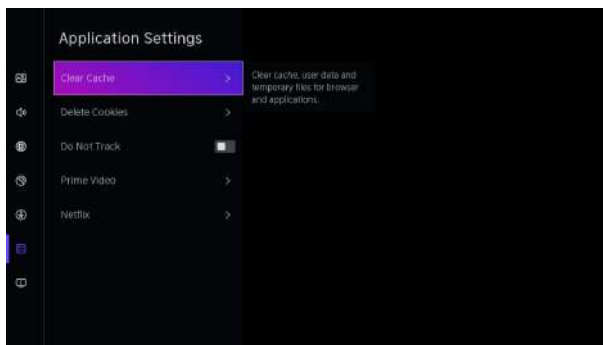 Application Settings
Clear Cache
Clear cache, user data and
temporary files for browser
and applications.
Delete Cookies
Do Not Track
Prime Video
Netflix